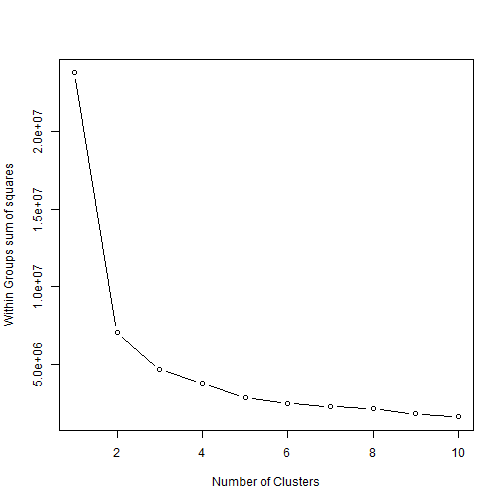 Within Groups sum of squares
2.0e+07
1.5e+07
1.0e+07
5.0e+06
2 4 6 8 10
Number of Clusters